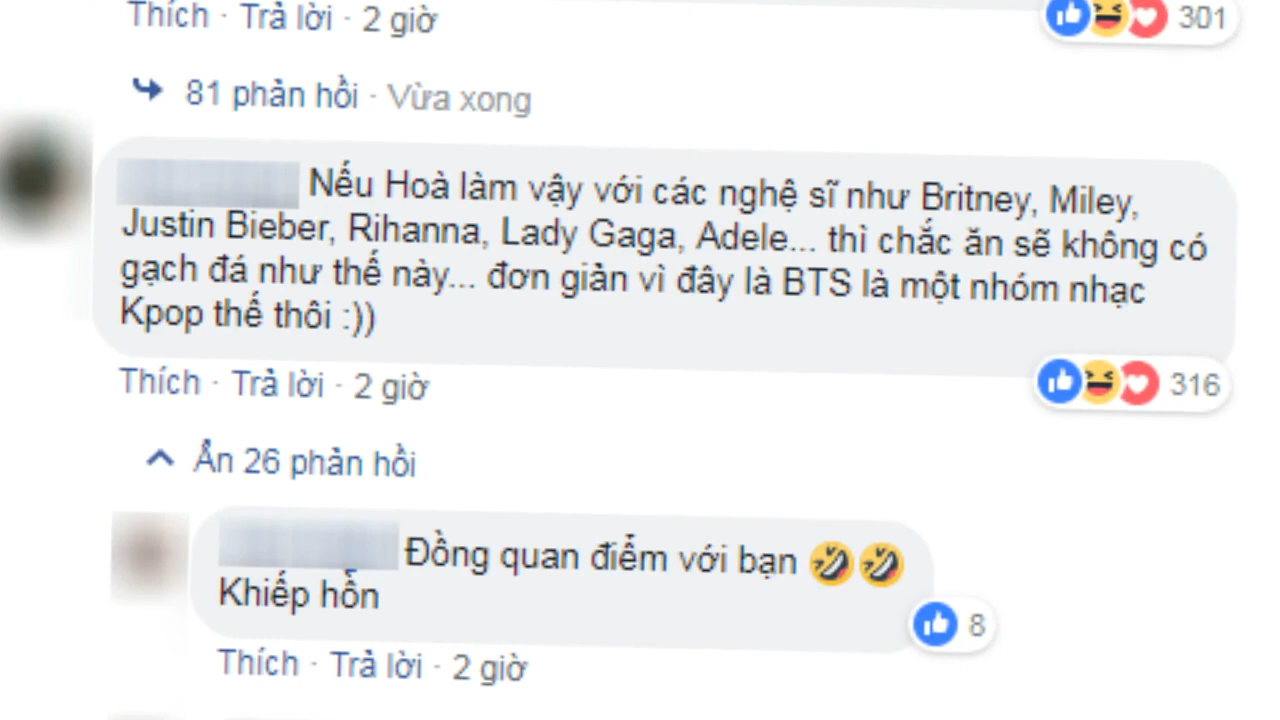 Thích · Trả lời · 2 giờ
301
81 phản hồi · Vừa xong
Nếu Hoà làm vậy với các nghệ sĩ như Britney, Miley,
Justin Bieber, Rihanna, Lady Gaga, Adele... thì chắc ăn sẽ không có
gạch đá như thế này... đơn giản vì đây là BTS là một nhóm nhạc
Kpop thế thôi :))
Thích · Trả lời · 2 giờ
316
Ẩn 26 phản hồi
Đồng quan điểm với bạn 🤣🤣
Khiếp hồn
8
Thích · Trả lời · 2 giờ